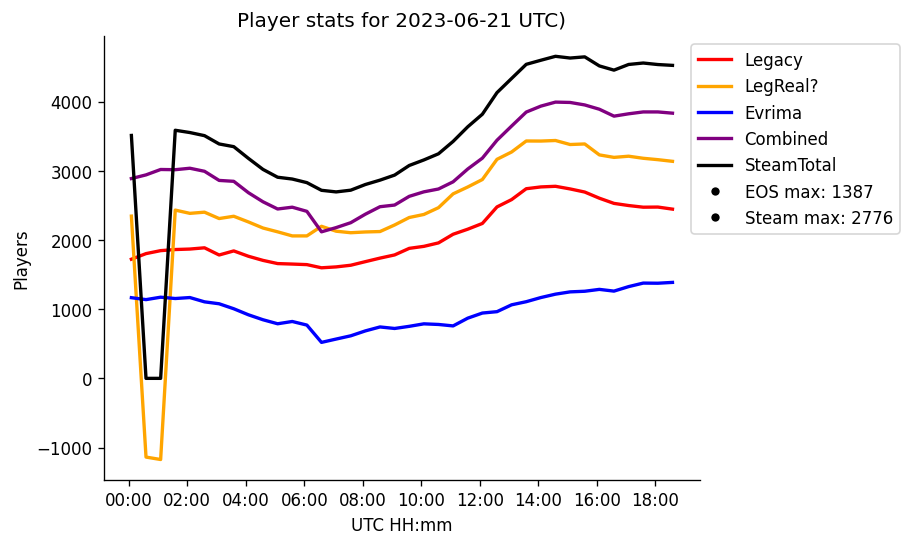 Player stats for 2023-06-21 UTC)
Legacy
LegReal?
Evrima
Combined
SteamTotal
EOS max: 1387
Steam max: 2776
Players
4000
3000
2000
1000
0
−1000
00:00 02:00 04:00 06:00 08:00 10:00 12:00 14:00 16:00 18:00
UTC HH:mm